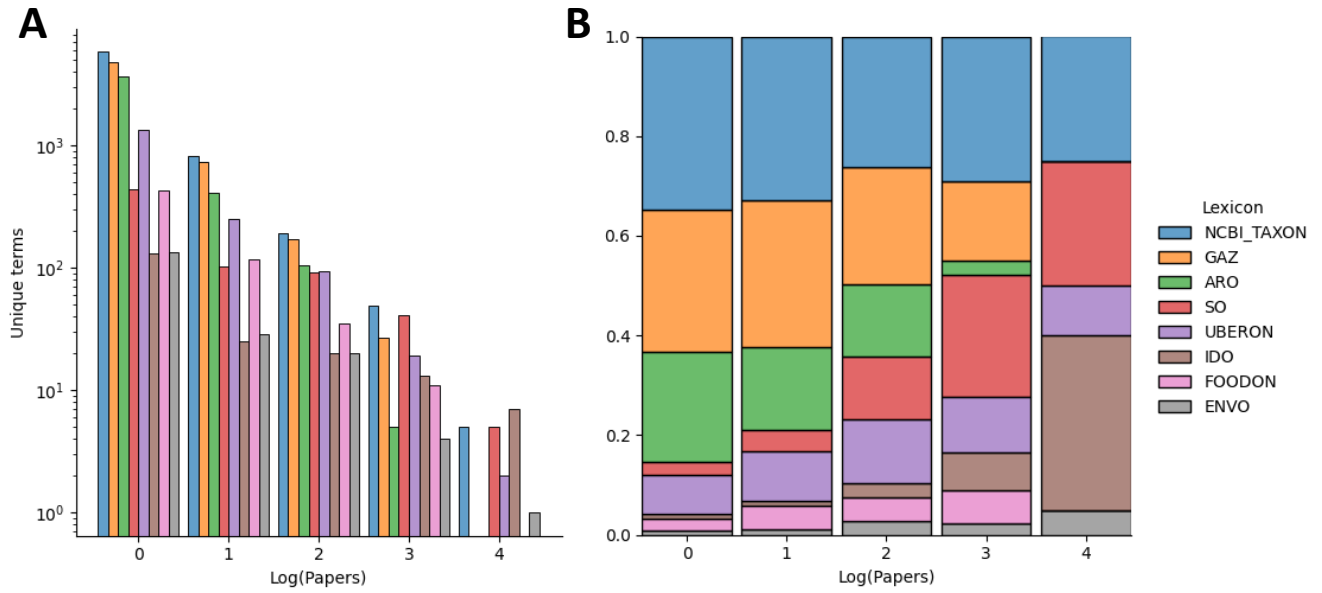 A
B
Unique terms
10³
10²
10¹
10⁰
0 1 2 3 4
Log(Papers)
1.0
0.8
0.6
0.4
0.2
0.0
0 1 2 3 4
Log(Papers)
Lexicon
NCBI_TAXON
GAZ
ARO
SO
UBERON
IDO
FOODON
ENVO